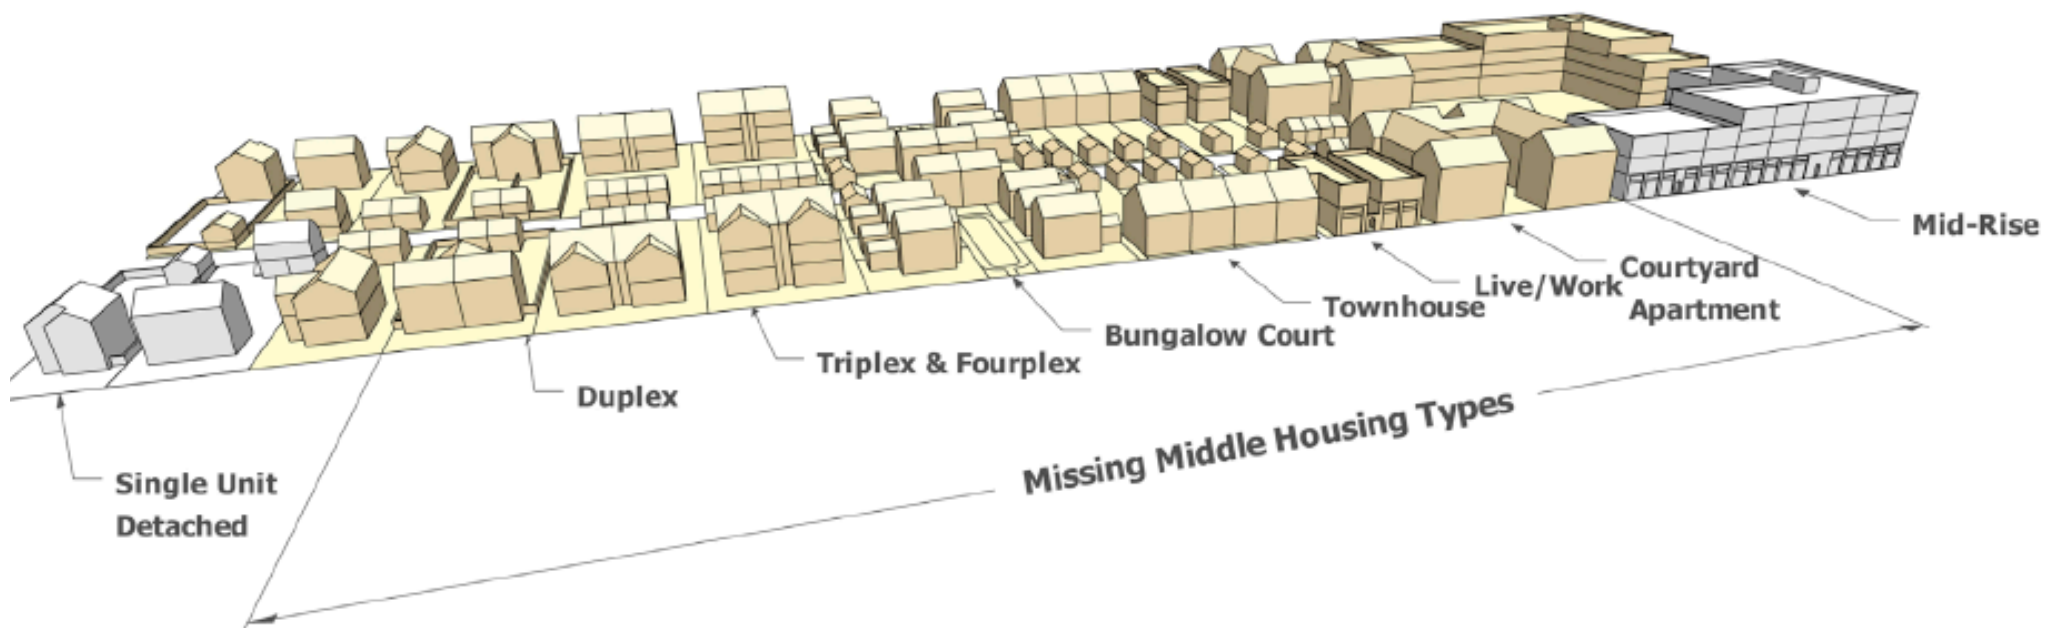 Single Unit
Detached
Duplex
Triplex & Fourplex
Bungalow Court
Townhouse
Live/Work
Courtyard
Apartment
Mid-Rise
Missing Middle Housing Types